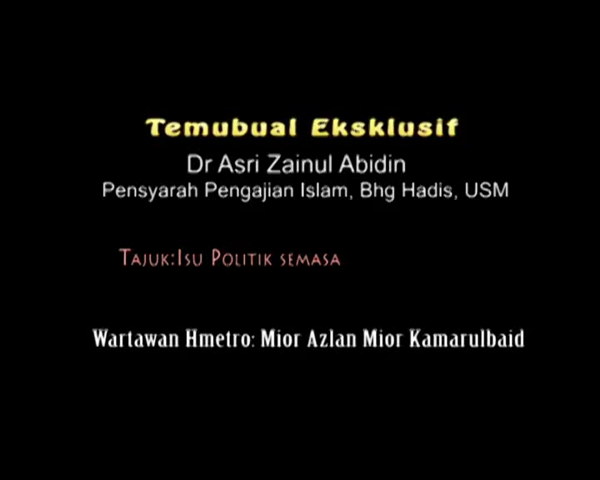 Temubual Eksklusif
Dr Asri Zainul Abidin
Pensyarah Pengajian Islam, Bhg Hadis, USM
TAJUK:ISU POLITIK SEMASA
Wartawan Hmetro: Mior Azlan Mior Kamarulbaid